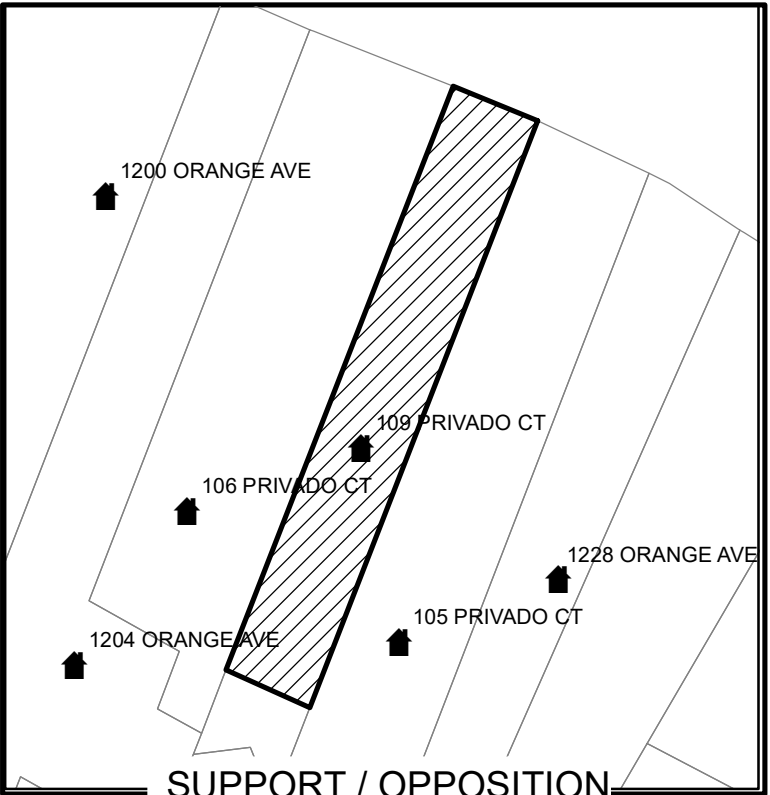 1200 ORANGE AVE
109 PRIVADO CT
106 PRIVADO CT
1228 ORANGE AVE
105 PRIVADO CT
1204 ORANGE AVE
SUPPORT / OPPOSITION